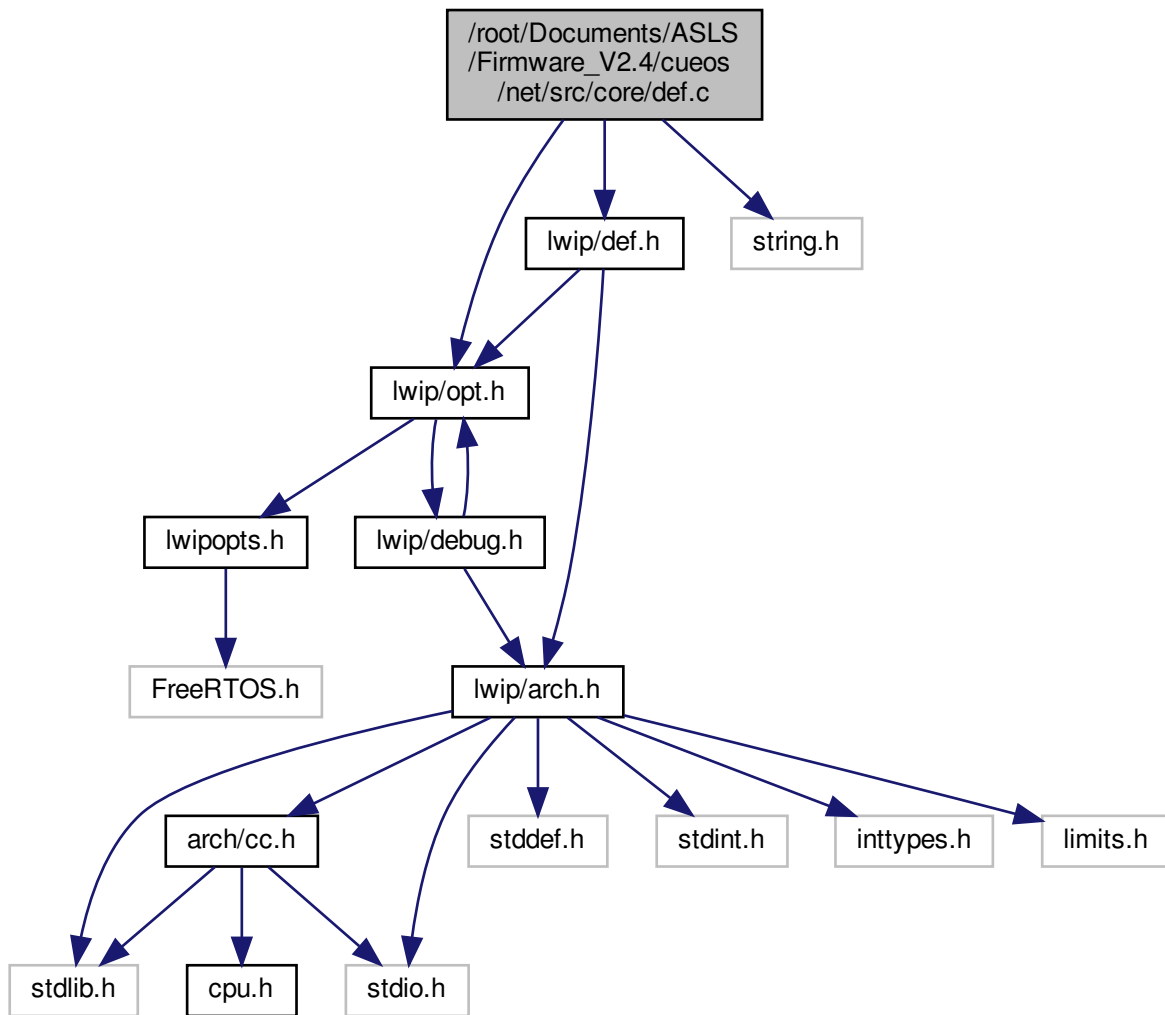 /root/Documents/ASLS
/Firmware_V2.4/cueos
/net/src/core/def.c
lwip/def.h
string.h
lwip/opt.h
lwipopts.h
lwip/debug.h
FreeRTOS.h
lwip/arch.h
arch/cc.h
stddef.h
stdint.h
inttypes.h
limits.h
stdlib.h
cpu.h
stdio.h